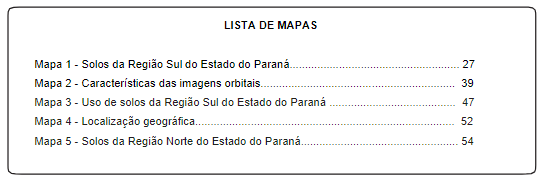 LISTA DE MAPAS
Mapa 1 - Solos da Região Sul do Estado do Paraná.......................................................... 27
Mapa 2 - Características das imagens orbitais.................................................................. 39
Mapa 3 - Uso de solos da Região Sul do Estado do Paraná ........................................... 47
Mapa 4 - Localização geográfica........................................................................................ 52
Mapa 5 - Solos da Região Norte do Estado do Paraná...................................................... 54